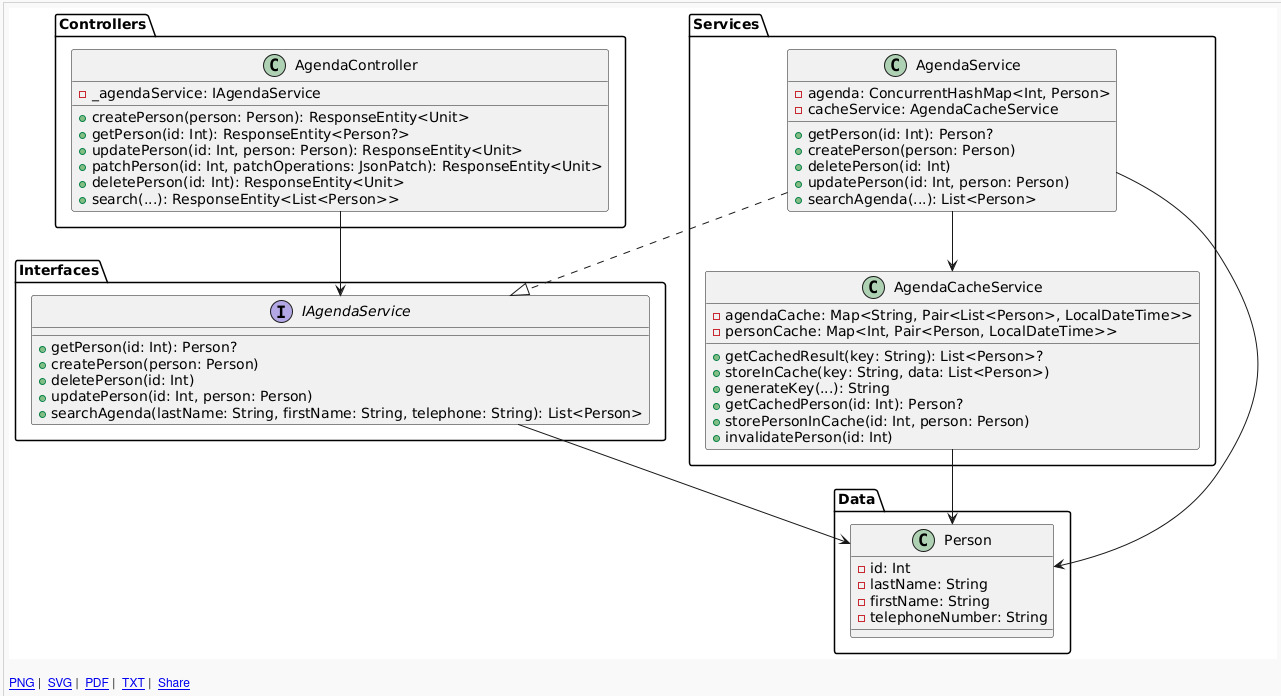 Controllers
C AgendaController
_agendaService: IAgendaService
createPerson(person: Person): ResponseEntity<Unit>
getPerson(id: Int): ResponseEntity<Person?>
updatePerson(id: Int, person: Person): ResponseEntity<Unit>
patchPerson(id: Int, patchOperations: JsonPatch): ResponseEntity<Unit>
deletePerson(id: Int): ResponseEntity<Unit>
search(...): ResponseEntity<List<Person>>
Services
C AgendaService
agenda: ConcurrentHashMap<Int, Person>
cacheService: AgendaCacheService
getPerson(id: Int): Person?
createPerson(person: Person)
deletePerson(id: Int)
updatePerson(id: Int, person: Person)
searchAgenda(...): List<Person>
Interfaces
I IAgendaService
getPerson(id: Int): Person?
createPerson(person: Person)
deletePerson(id: Int)
updatePerson(id: Int, person: Person)
searchAgenda(lastName: String, firstName: String, telephone: String): List<Person>
C AgendaCacheService
agendaCache: Map<String, Pair<List<Person>, LocalDateTime>>
personCache: Map<Int, Pair<Person, LocalDateTime>>
getCachedResult(key: String): List<Person>?
storeInCache(key: String, data: List<Person>)
generateKey(...): String
getCachedPerson(id: Int): Person?
storePersonInCache(id: Int, person: Person)
invalidatePerson(id: Int)
Data
C Person
id: Int
lastName: String
firstName: String
telephoneNumber: String
PNG | SVG | PDF | TXT | Share